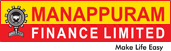 MANAPPURAM
FINANCE LIMITED
Make Life Easy